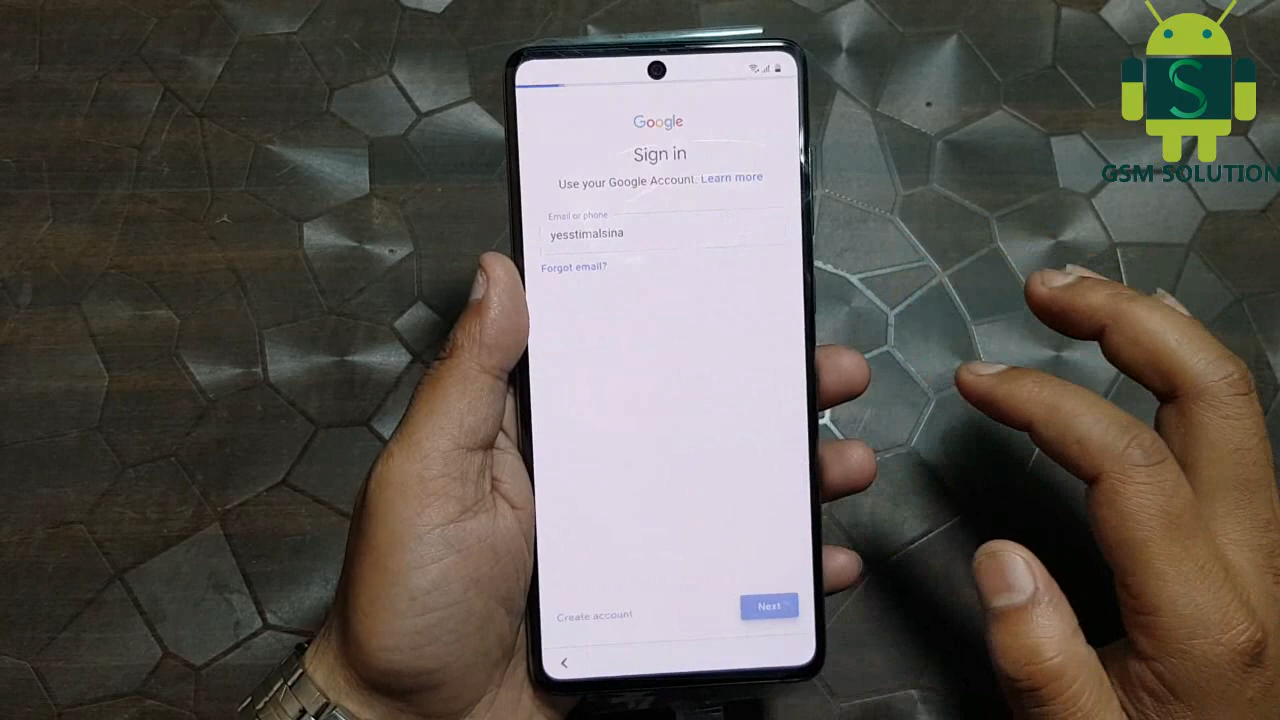 Google
Sign in
Use your Google Account. Learn more
Email or phone
yesstimalsina
Forgot email?
Create account
Next
S
GSM SOLUTION